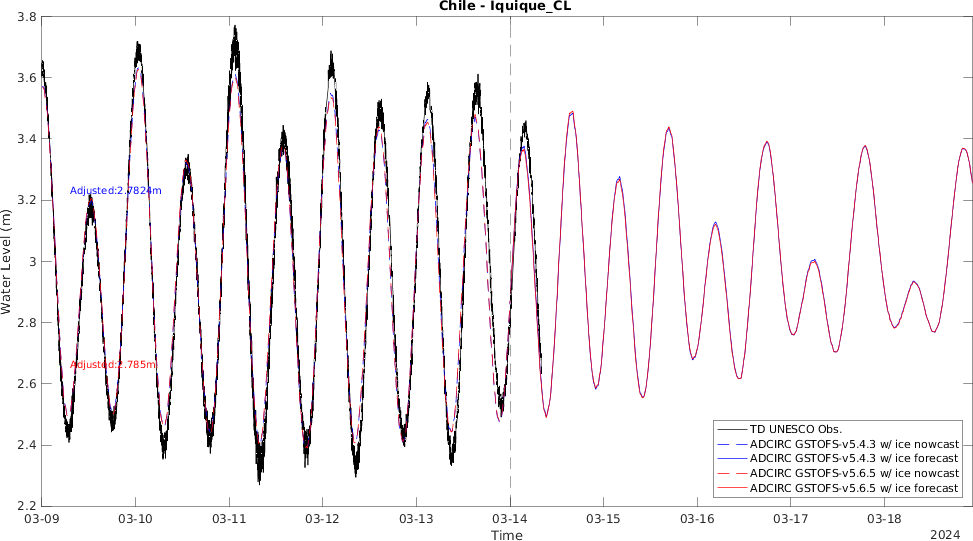 Chile - Iquique_CL
3.8
3.6
3.4
3.2
3
2.8
2.6
2.4
2.2
Water Level (m)
Adjusted:2.7824m
Adjusted:2.785m
TD UNESCO Obs.
ADCIRC GSTOFS-v5.4.3 w/ ice nowcast
ADCIRC GSTOFS-v5.4.3 w/ ice forecast
ADCIRC GSTOFS-v5.6.5 w/ ice nowcast
ADCIRC GSTOFS-v5.6.5 w/ ice forecast
03-09 03-10 03-11 03-12 03-13 03-14 03-15 03-16 03-17 03-18
Time
2024